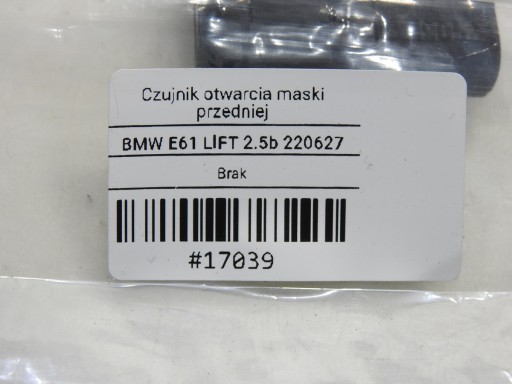 Czujnik otwarcia maski
przedniej
BMW E61 LIFT 2.5b 220627
Brak
#17039